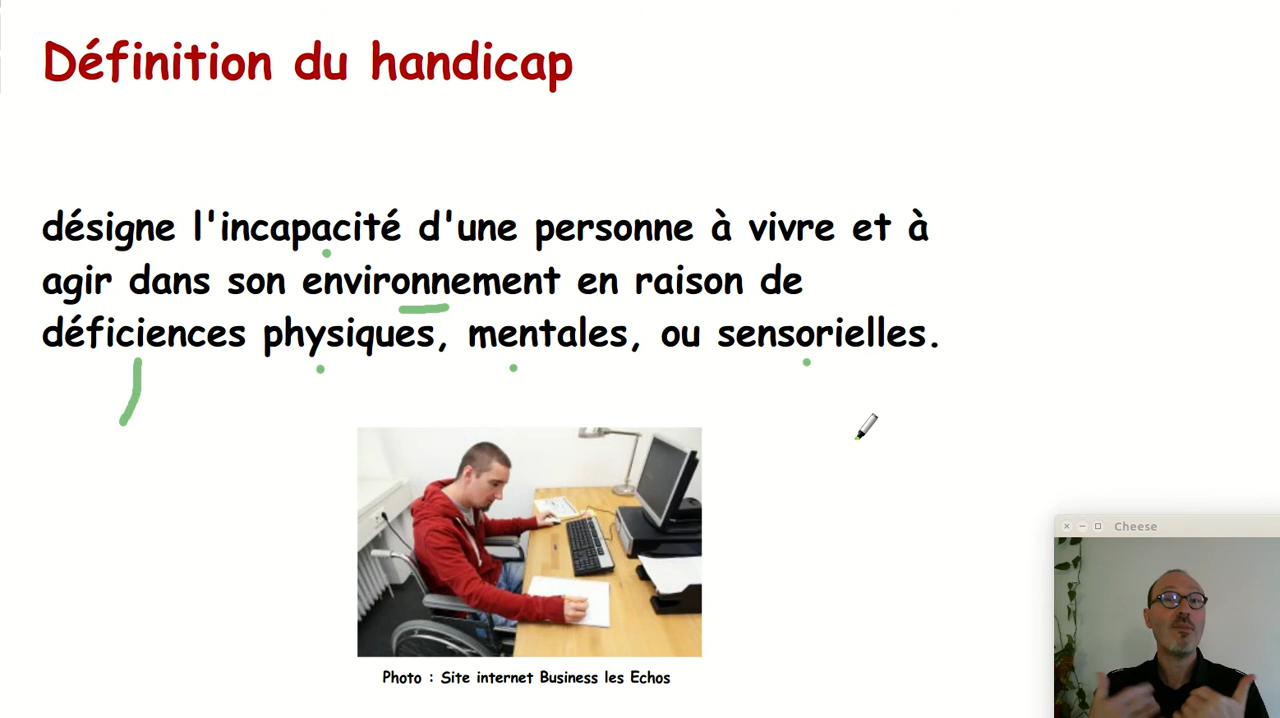 Définition du handicap
désigne l'incapacité d'une personne à vivre et à
agir dans son environnement en raison de
déficiences physiques, mentales, ou sensorielles.
Photo : Site internet Business les Echos
Cheese